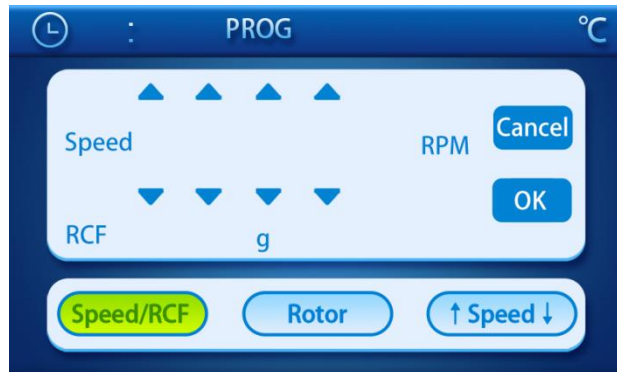 : PROG ℃
Speed RPM Cancel
OK
RCF g
Speed/RCF Rotor ↑ Speed ↓